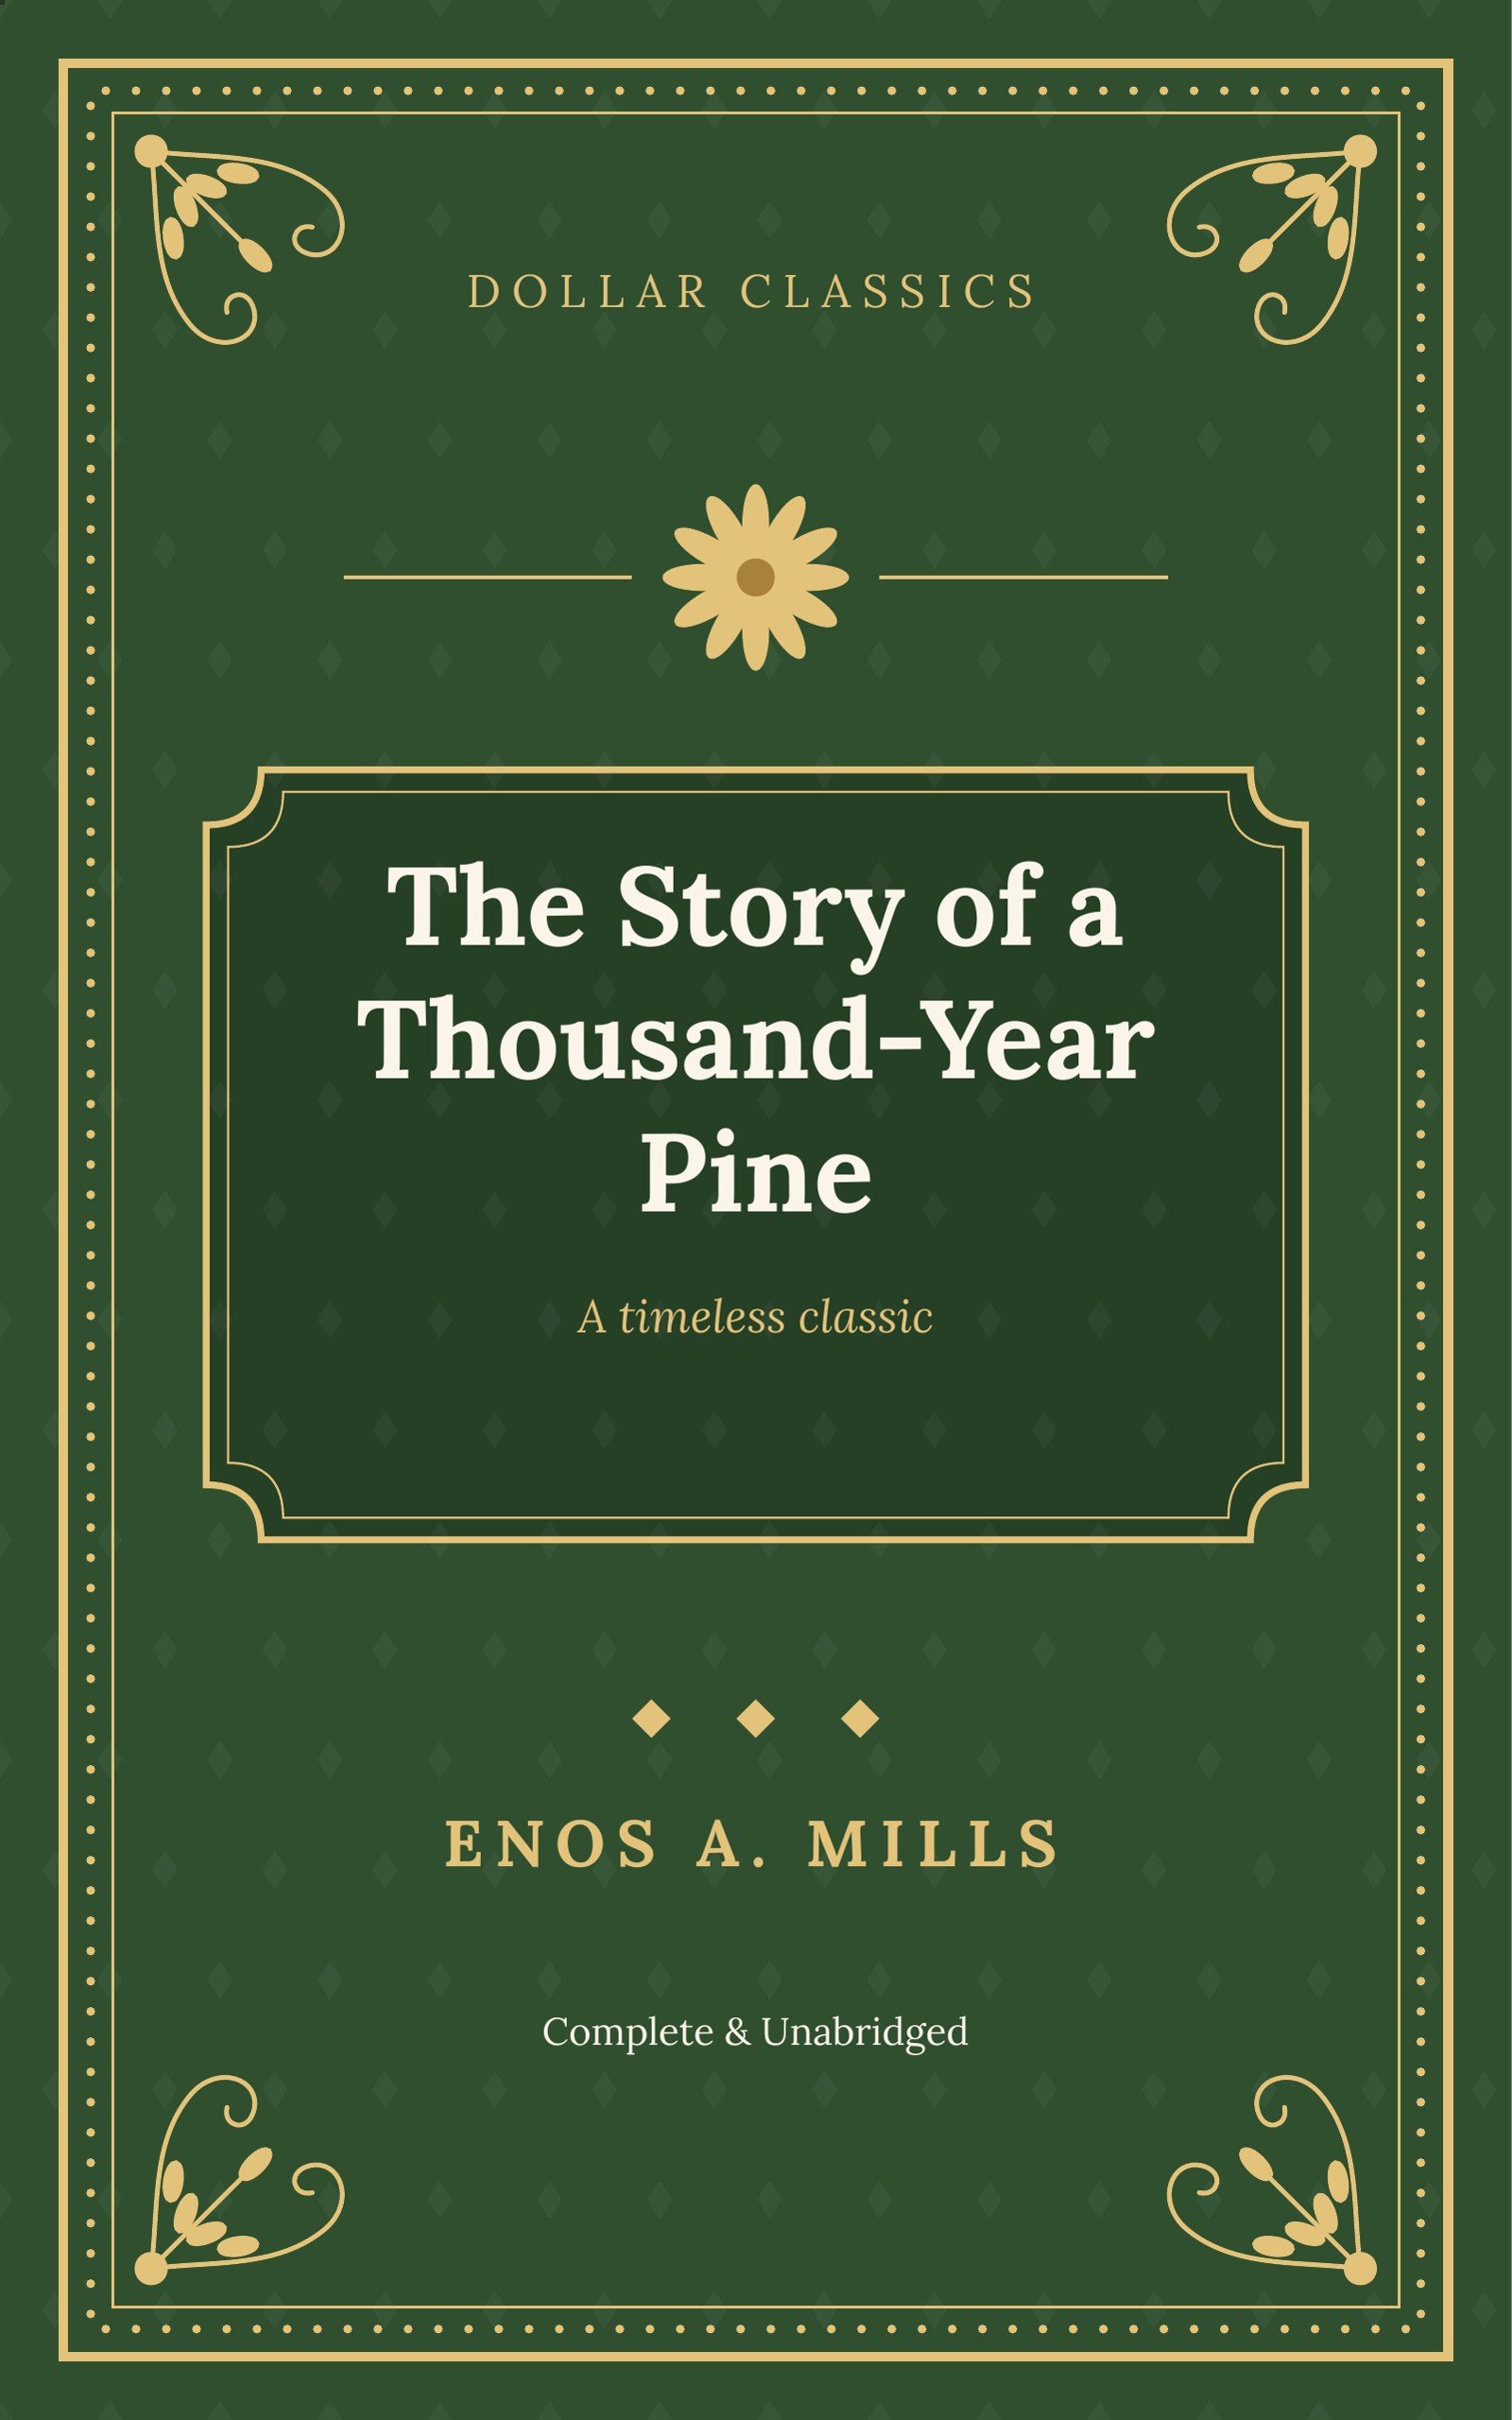 DOLLAR CLASSICS
The Story of a
Thousand-Year
Pine
A timeless classic
ENOS A. MILLS
Complete & Unabridged